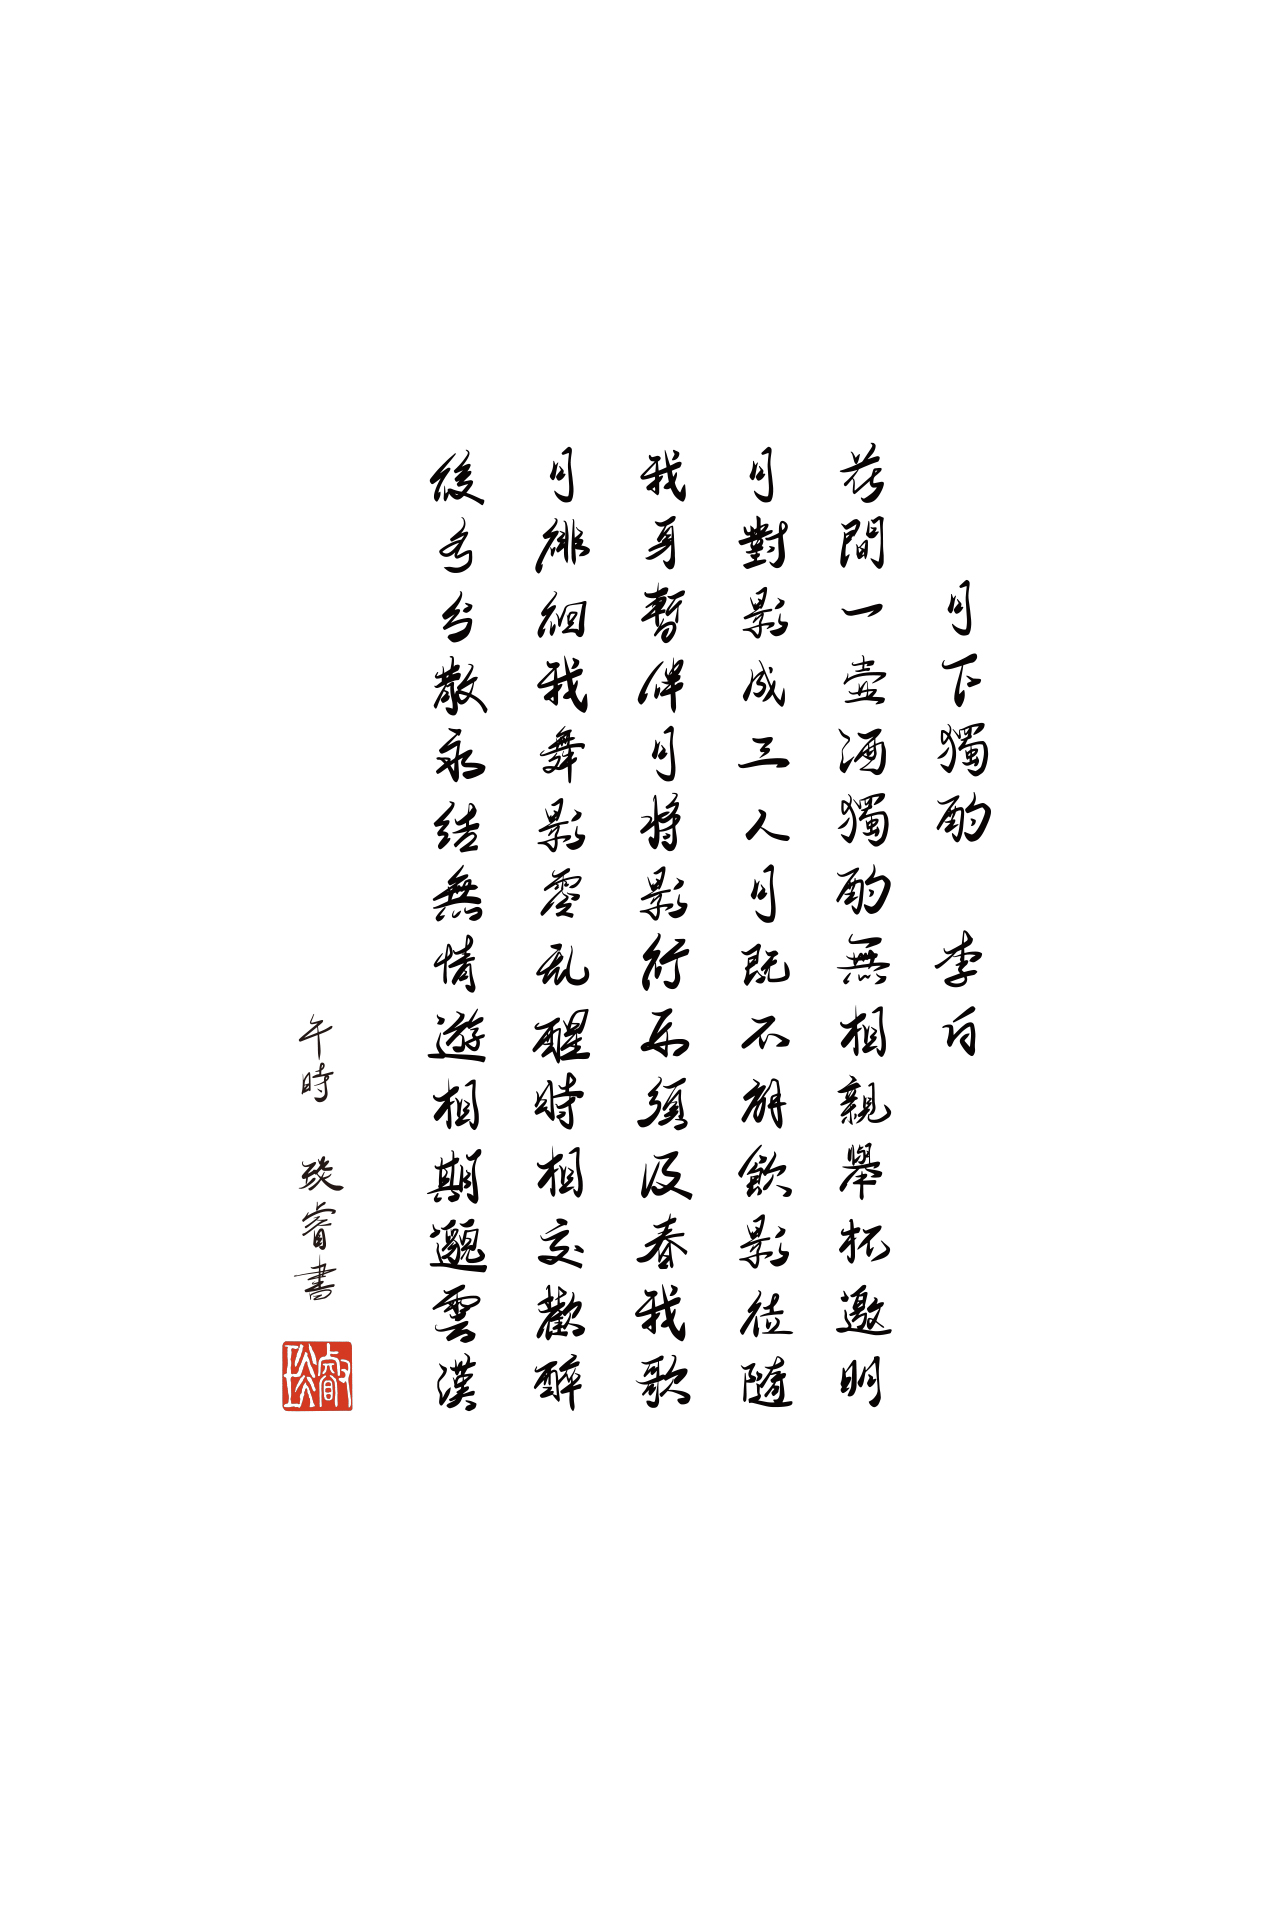 月下獨酌 李白
花間一壺酒獨酌無相親舉杯邀明
月對影成三人月既不解飲影徒隨
我身暫伴月將影行樂須及春我歌
月徘徊我舞影零乱醒時相交歡醉
後各分散永結無情遊相期邈雲漢
午時 琰睿書
琰睿